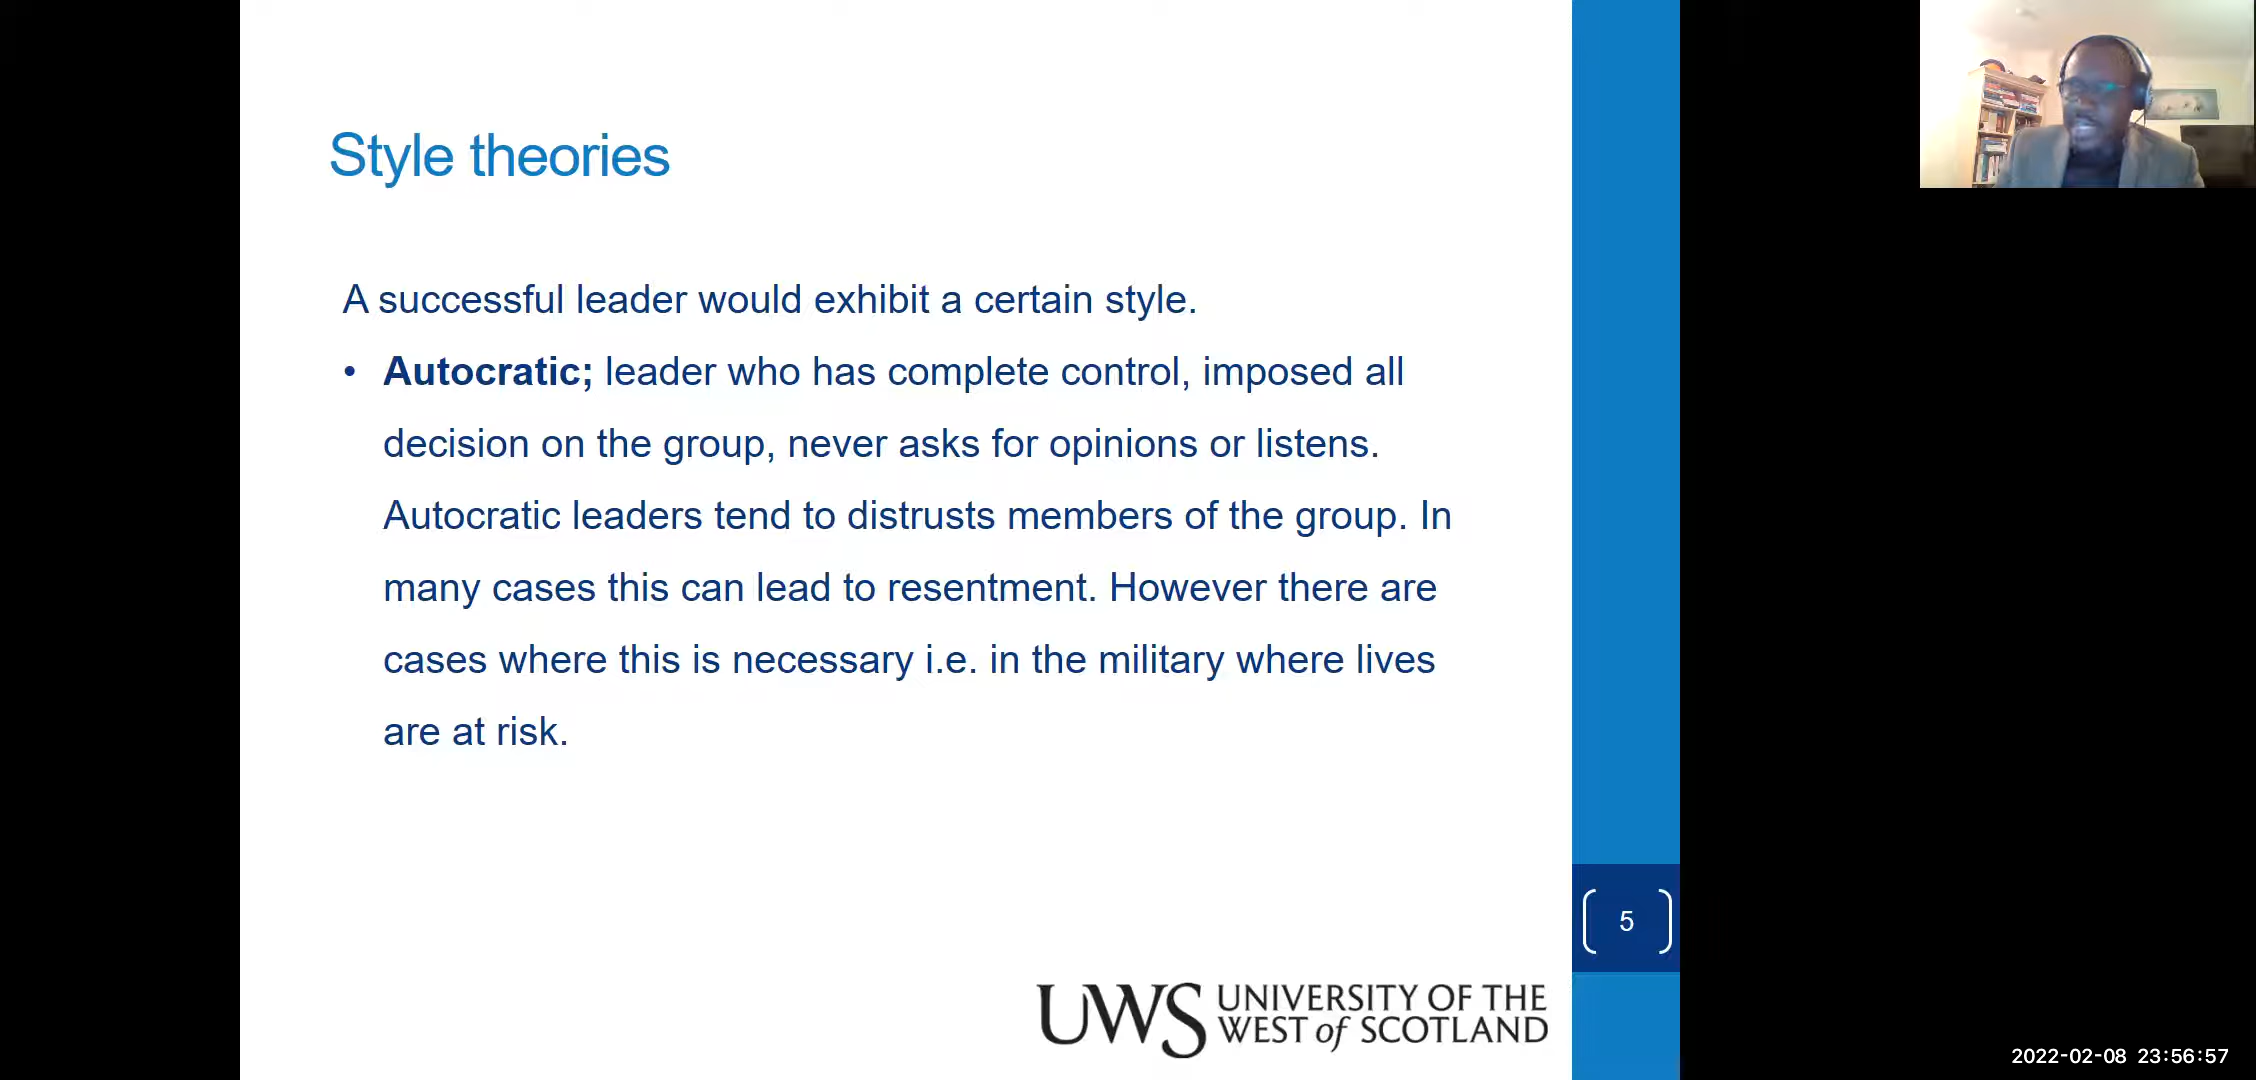 Style theories
A successful leader would exhibit a certain style.
• Autocratic; leader who has complete control, imposed all
decision on the group, never asks for opinions or listens.
Autocratic leaders tend to distrusts members of the group. In
many cases this can lead to resentment. However there are
cases where this is necessary i.e. in the military where lives
are at risk.
5
UWS UNIVERSITY OF THE
WEST of SCOTLAND
2022-02-08 23:56:57